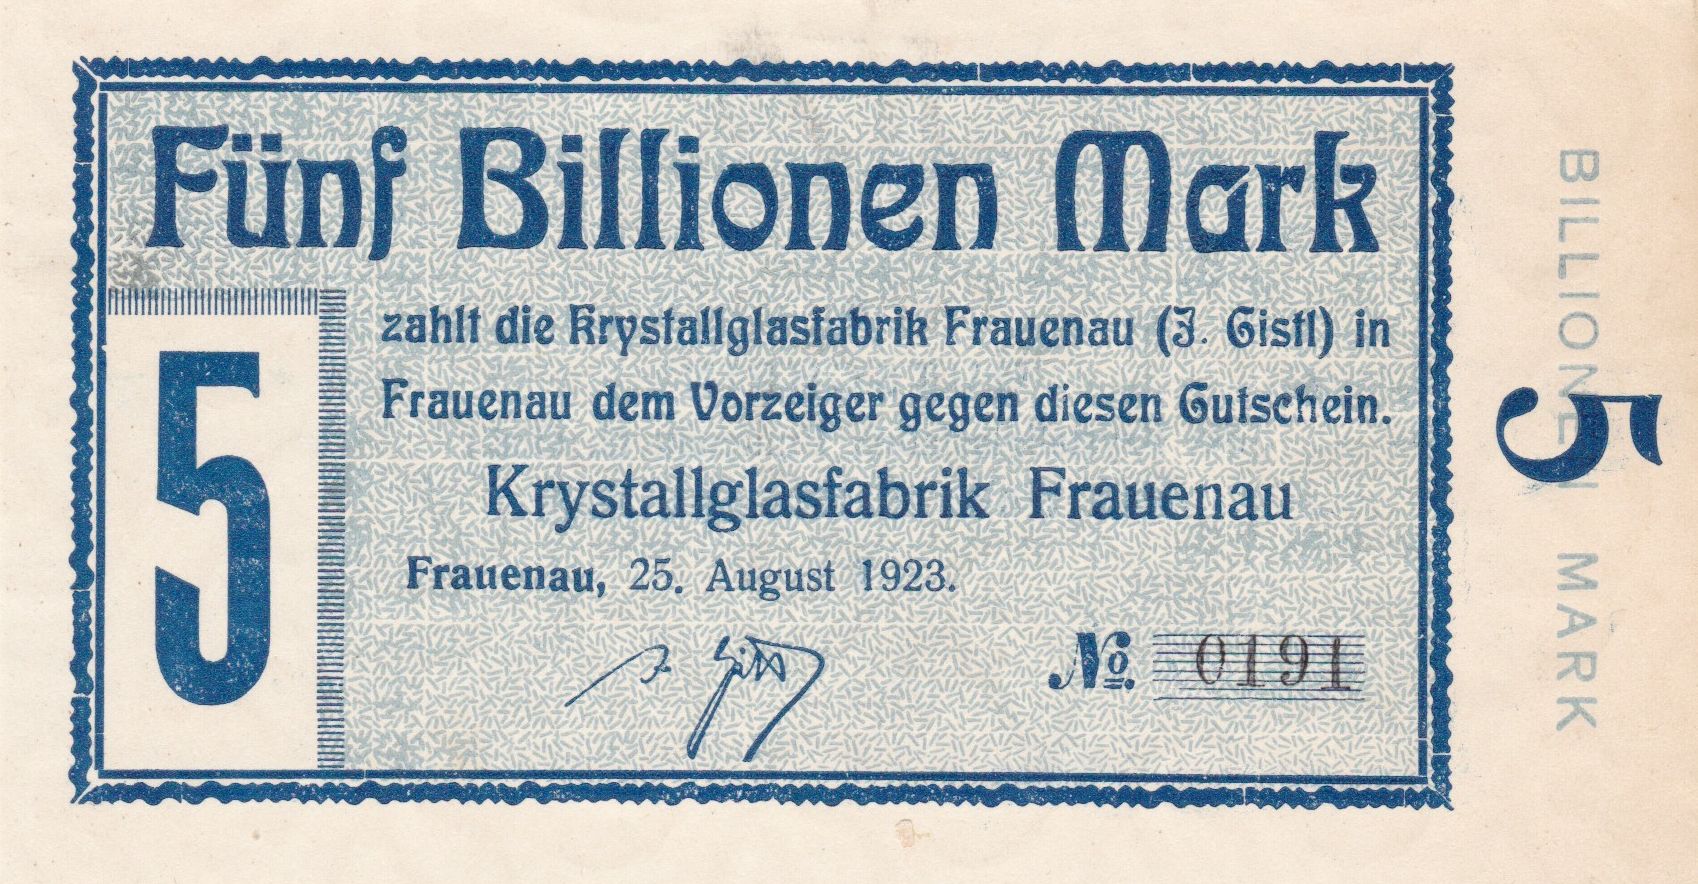 Fünf Billionen Mark
zahlt die Krystallglasfabrik Frauenau (J. Gistl) in
Frauenau dem Vorzeiger gegen diesen Gutschein.
Krystallglasfabrik Frauenau
Frauenau, 25. August 1923.
No. 0191
5
5
BILLIONEN MARK